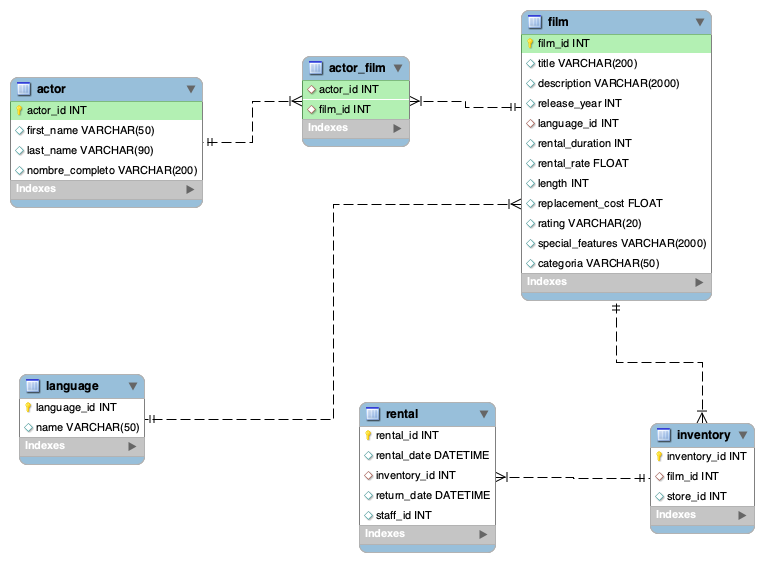 actor
actor_id INT
first_name VARCHAR(50)
last_name VARCHAR(90)
nombre_completo VARCHAR(200)
Indexes
actor_film
actor_id INT
film_id INT
Indexes
film
film_id INT
title VARCHAR(200)
description VARCHAR(2000)
release_year INT
language_id INT
rental_duration INT
rental_rate FLOAT
length INT
replacement_cost FLOAT
rating VARCHAR(20)
special_features VARCHAR(2000)
categoria VARCHAR(50)
Indexes
language
language_id INT
name VARCHAR(50)
Indexes
rental
rental_id INT
rental_date DATETIME
inventory_id INT
return_date DATETIME
staff_id INT
Indexes
inventory
inventory_id INT
film_id INT
store_id INT
Indexes